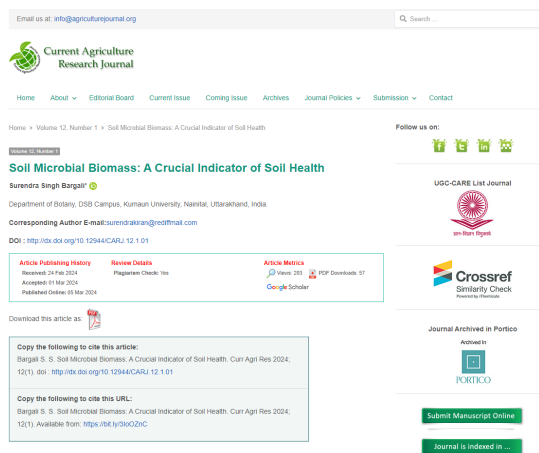 Email us at: info@agriculturejournal.org
Search ...
Current Agriculture
Research Journal
Home About Editorial Board Current Issue Coming Issue Archives Journal Policies Submission Contact
Home > Volume 12, Number 1 > Soil Microbial Biomass: A Crucial Indicator of Soil Health
Volume 12, Number 1
Soil Microbial Biomass: A Crucial Indicator of Soil Health
Surendra Singh Bargali* iD
Department of Botany, DSB Campus, Kumaun University, Nainital, Uttarakhand, India.
Corresponding Author E-mail:surendrakiran@rediffmail.com
DOI : http://dx.doi.org/10.12944/CARJ.12.1.01
Article Publishing History
Received: 24 Feb 2024
Accepted: 01 Mar 2024
Published Online: 05 Mar 2024
Review Details
Plagiarism Check: Yes
Article Metrics
Views: 203 PDF Downloads: 57
Google Scholar
Download this article as:
Copy the following to cite this article:
Bargali S. S. Soil Microbial Biomass: A Crucial Indicator of Soil Health. Curr Agri Res 2024;
12(1). doi : http://dx.doi.org/10.12944/CARJ.12.1.01
Copy the following to cite this URL:
Bargali S. S. Soil Microbial Biomass: A Crucial Indicator of Soil Health. Curr Agri Res 2024;
12(1). Available from: https://bit.ly/3IoOZnC
Follow us on:
UGC-CARE List Journal
ज्ञान-विज्ञान विमुक्तये
Crossref
Similarity Check
Powered by iThenticate
Journal Archived in Portico
Archived In
PORTICO
Submit Manuscript Online
Journal is indexed in ...